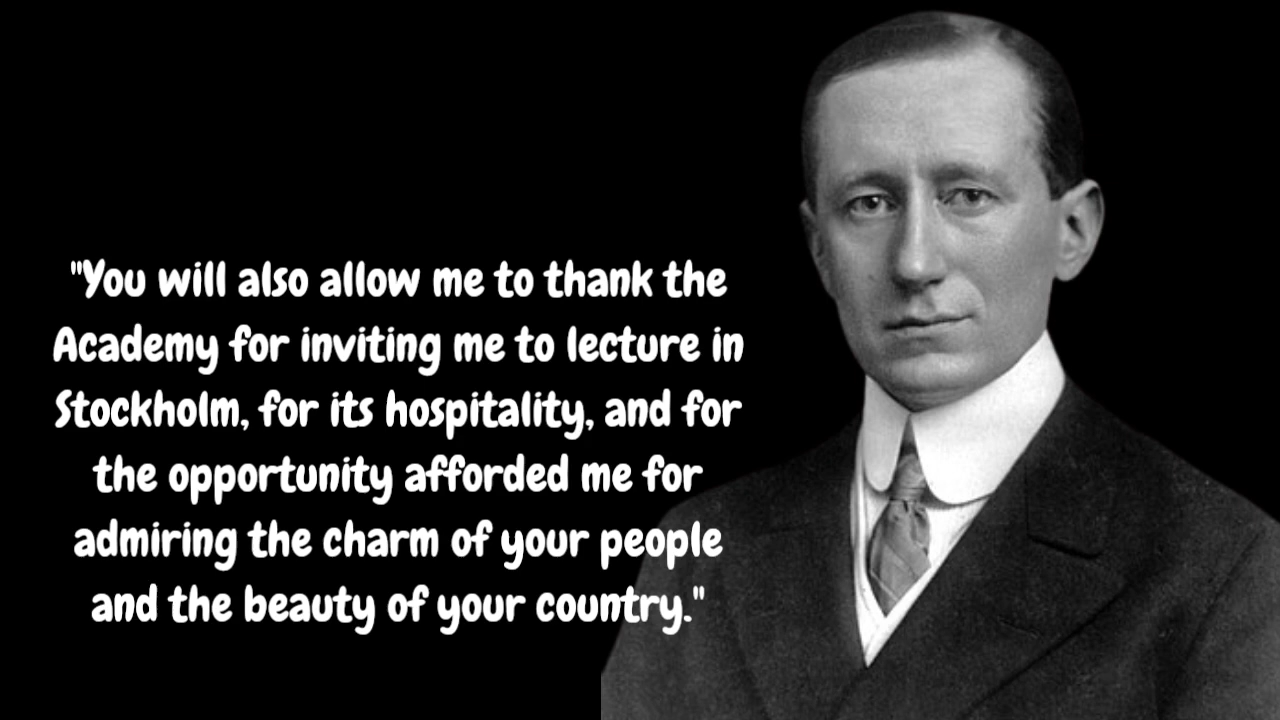 "You will also allow me to thank the
Academy for inviting me to lecture in
Stockholm, for its hospitality, and for
the opportunity afforded me for
admiring the charm of your people
and the beauty of your country."